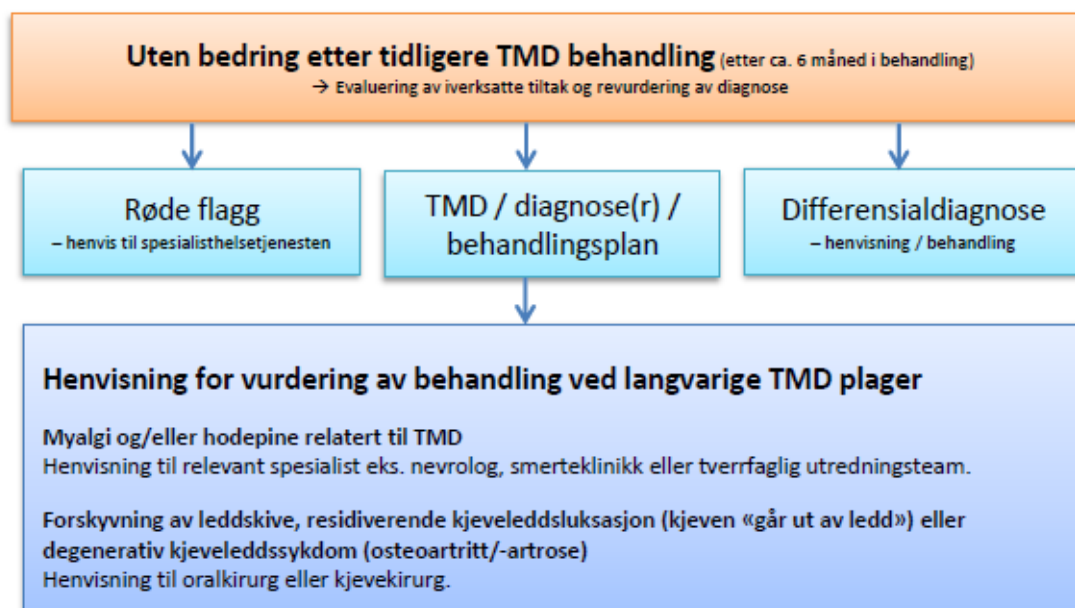 Uten bedring etter tidligere TMD behandling (etter ca. 6 måned i behandling)
→ Evaluering av iverksatte tiltak og revurdering av diagnose
Røde flagg
– henvis til spesialisthelsetjenesten
TMD / diagnose(r) /
behandlingsplan
Differensialdiagnose
– henvisning / behandling
Henvisning for vurdering av behandling ved langvarige TMD plager
Myalgi og/eller hodepine relatert til TMD
Henvisning til relevant spesialist eks. nevrolog, smerteklinikk eller tverrfaglig utredningsteam.
Forskyvning av leddskive, residiverende kjeveleddsluksasjon (kjeven «går ut av ledd») eller
degenerativ kjeveleddssykdom (osteoartritt/-artrose)
Henvisning til oralkirurg eller kjevekirurg.